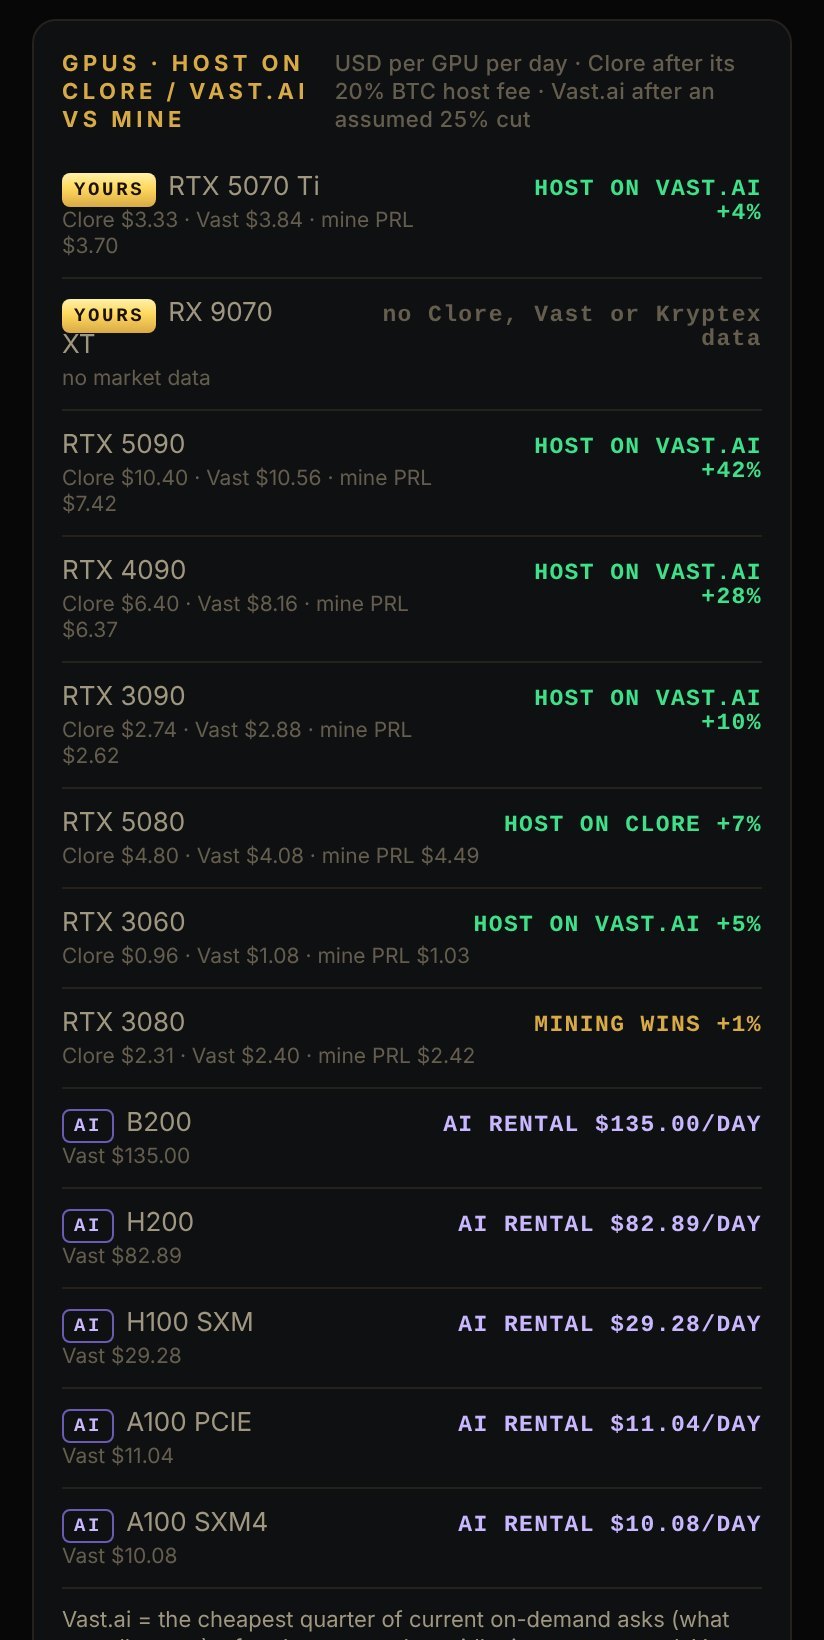 GPUS · HOST ON
CLORE / VAST.AI
VS MINE
USD per GPU per day · Clore after its
20% BTC host fee · Vast.ai after an
assumed 25% cut
YOURS RTX 5070 Ti
HOST ON VAST.AI
+4%
Clore $3.33 · Vast $3.84 · mine PRL
$3.70
YOURS RX 9070
XT
no Clore, Vast or Kryptex
data
no market data
RTX 5090
HOST ON VAST.AI
+42%
Clore $10.40 · Vast $10.56 · mine PRL
$7.42
RTX 4090
HOST ON VAST.AI
+28%
Clore $6.40 · Vast $8.16 · mine PRL
$6.37
RTX 3090
HOST ON VAST.AI
+10%
Clore $2.74 · Vast $2.88 · mine PRL
$2.62
RTX 5080
HOST ON CLORE +7%
Clore $4.80 · Vast $4.08 · mine PRL $4.49
RTX 3060
HOST ON VAST.AI +5%
Clore $0.96 · Vast $1.08 · mine PRL $1.03
RTX 3080
MINING WINS +1%
Clore $2.31 · Vast $2.40 · mine PRL $2.42
AI B200
AI RENTAL $135.00/DAY
Vast $135.00
AI H200
AI RENTAL $82.89/DAY
Vast $82.89
AI H100 SXM
AI RENTAL $29.28/DAY
Vast $29.28
AI A100 PCIE
AI RENTAL $11.04/DAY
Vast $11.04
AI A100 SXM4
AI RENTAL $10.08/DAY
Vast $10.08
Vast.ai = the cheapest quarter of current on-demand asks (what